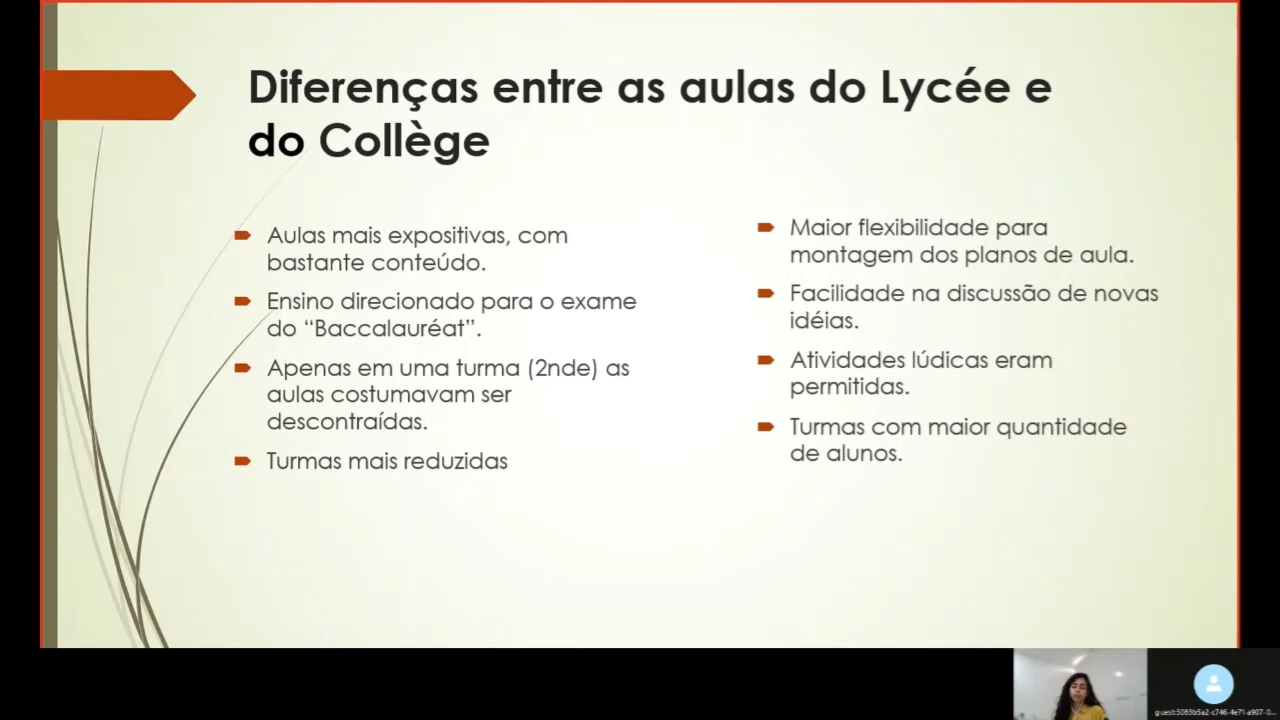 Diferenças entre as aulas do Lycée e
do Collège
Aulas mais expositivas, com
bastante conteúdo.
Ensino direcionado para o exame
do “Baccalauréat”.
Apenas em uma turma (2nde) as
aulas costumavam ser
descontraídas.
Turmas mais reduzidas
Maior flexibilidade para
montagem dos planos de aula.
Facilidade na discussão de novas
idéias.
Atividades lúdicas eram
permitidas.
Turmas com maior quantidade
de alunos.